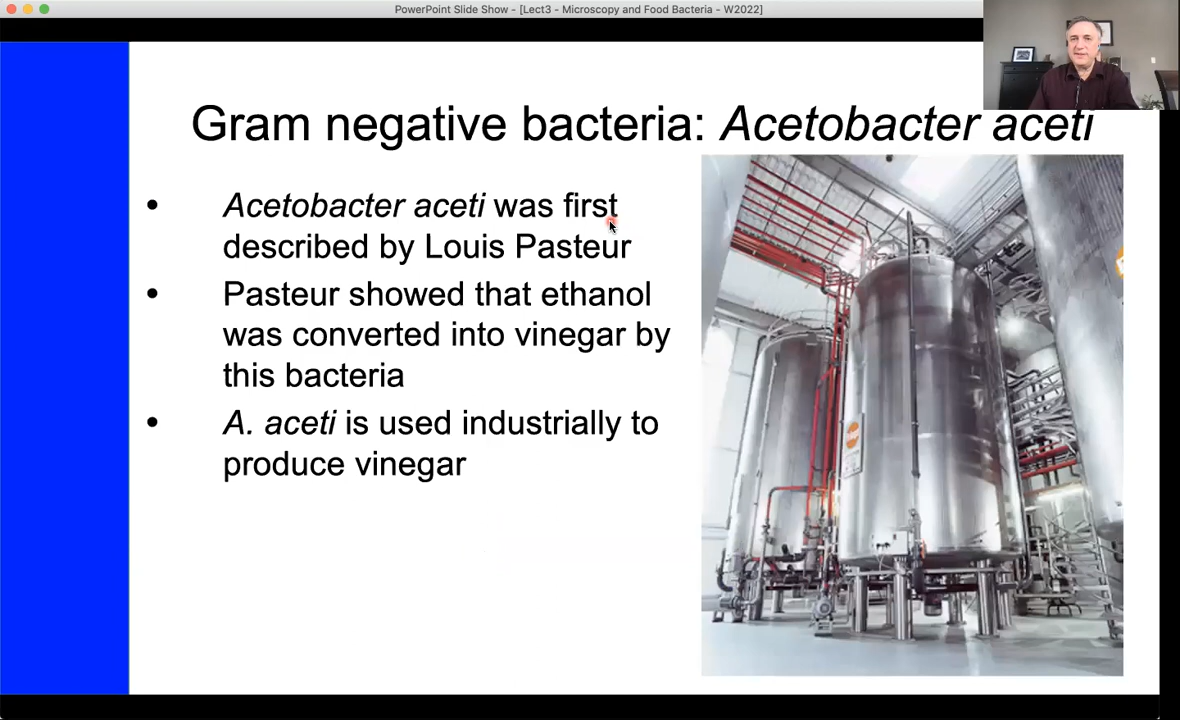 PowerPoint Slide Show - [Lect3 - Microscopy and Food Bacteria - W2022]
Gram negative bacteria: Acetobacter aceti
• Acetobacter aceti was first
described by Louis Pasteur
• Pasteur showed that ethanol
was converted into vinegar by
this bacteria
• A. aceti is used industrially to
produce vinegar